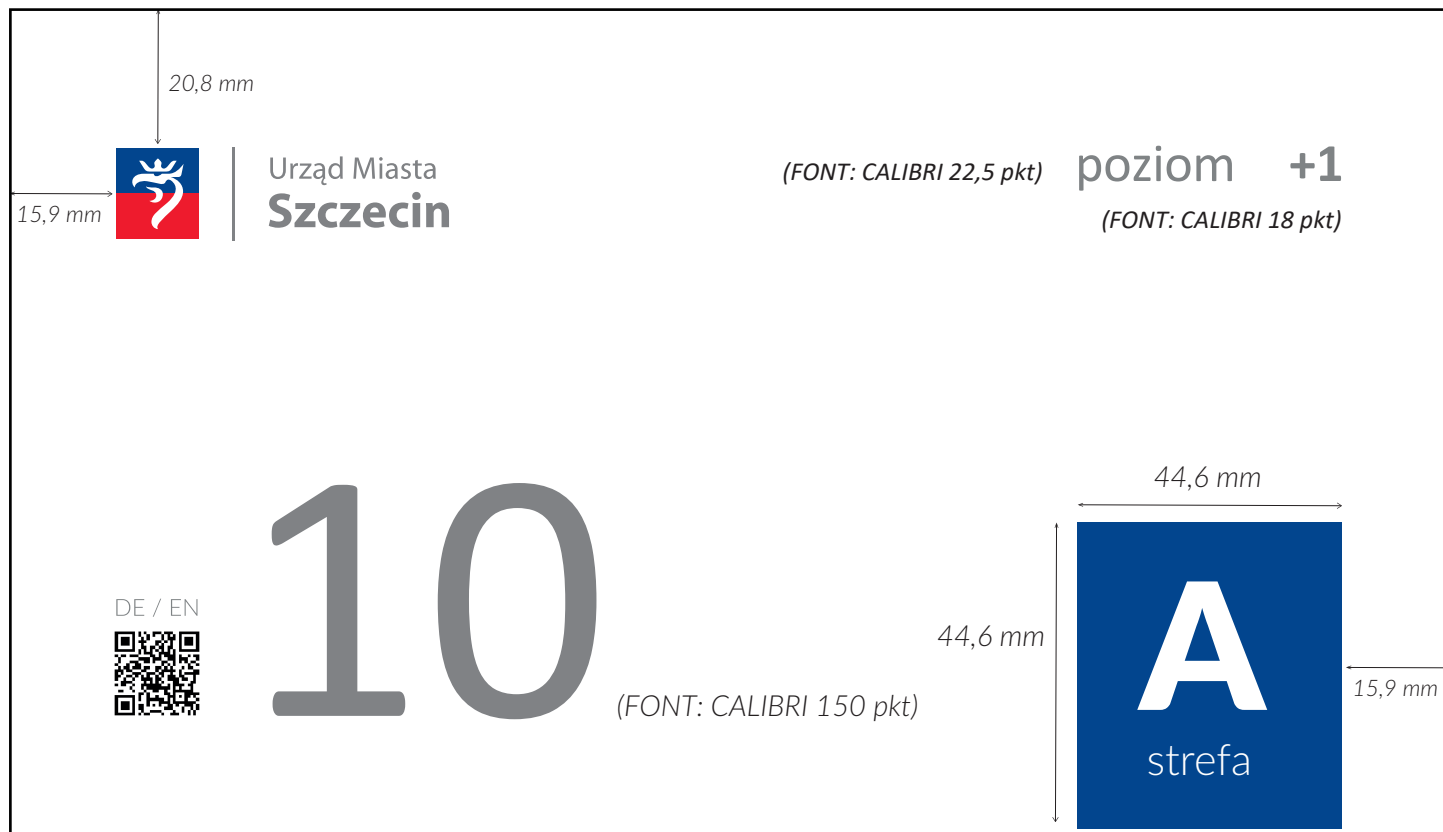 20,8 mm
15,9 mm
Urząd Miasta
Szczecin
(FONT: CALIBRI 22,5 pkt) poziom +1
(FONT: CALIBRI 18 pkt)
44,6 mm
44,6 mm
A
strefa
15,9 mm
DE / EN
10
(FONT: CALIBRI 150 pkt)